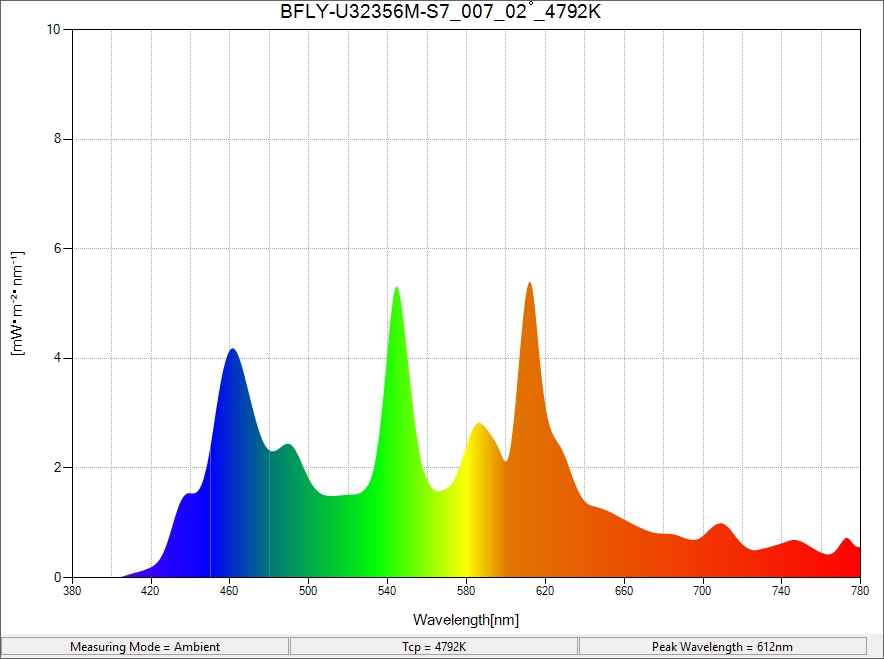 BFLY-U32356M-S7_007_02°_4792K
10
8
6
4
2
0
[mW•m⁻²•nm⁻¹]
380 420 460 500 540 580 620 660 700 740 780
Wavelength[nm]
Measuring Mode = Ambient Tcp = 4792K Peak Wavelength = 612nm